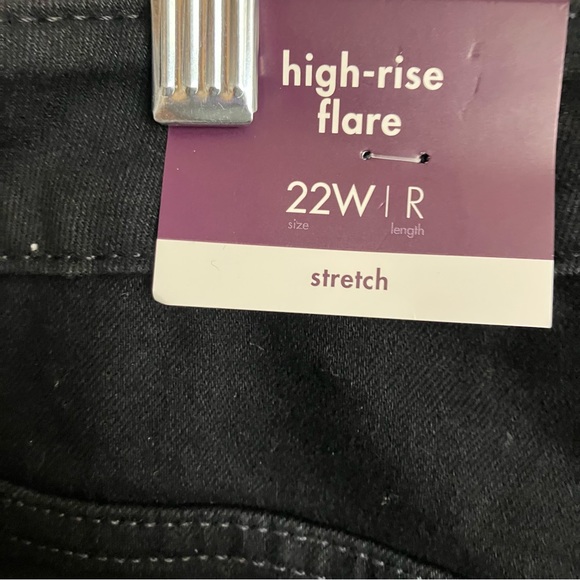 high-rise
flare
22W | R
size length
stretch